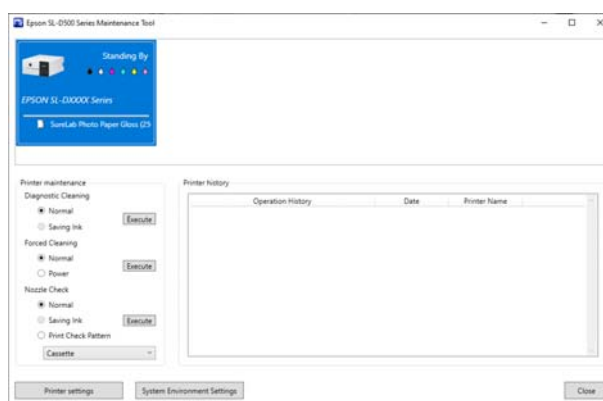 Epson SL-D500 Series Maintenance Tool
Standing By
EPSON SL-DXXXX Series
SureLab Photo Paper Gloss (25
Printer maintenance
Diagnostic Cleaning
Normal
Saving Ink
Execute
Forced Cleaning
Normal
Power
Execute
Nozzle Check
Normal
Saving Ink
Execute
Print Check Pattern
Cassette
Printer history
Operation History Date Printer Name
Printer settings System Environment Settings Close